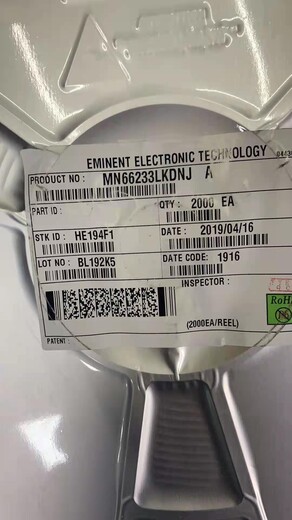 EMINENT ELECTRONIC TECHNOLOGY
PRODUCT NO : MN66233LKDNJ A
PART ID : QTY : 2000 EA
STK ID : HE194F1 DATE : 2019/04/16
LOT NO : BL192K5 DATE CODE: 1916
INSPECTOR :
(2000EA/REEL)
PATENT